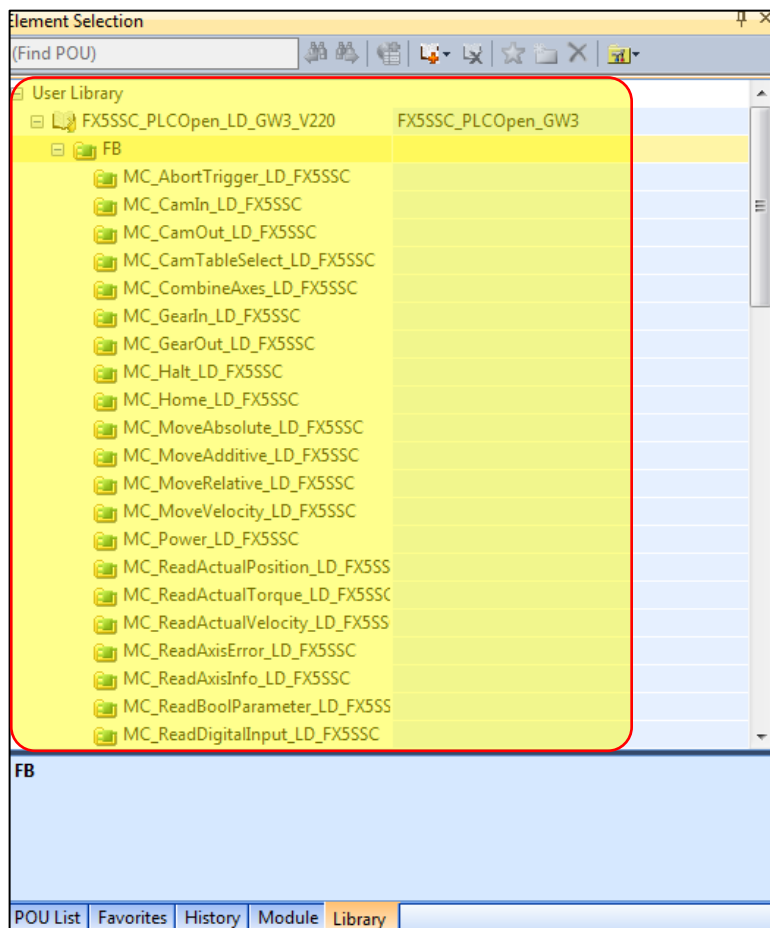 Element Selection
(Find POU)
User Library
FX5SSC_PLCOpen_LD_GW3_V220 FX5SSC_PLCOpen_GW3
FB
MC_AbortTrigger_LD_FX5SSC
MC_CamIn_LD_FX5SSC
MC_CamOut_LD_FX5SSC
MC_CamTableSelect_LD_FX5SSC
MC_CombineAxes_LD_FX5SSC
MC_GearIn_LD_FX5SSC
MC_GearOut_LD_FX5SSC
MC_Halt_LD_FX5SSC
MC_Home_LD_FX5SSC
MC_MoveAbsolute_LD_FX5SSC
MC_MoveAdditive_LD_FX5SSC
MC_MoveRelative_LD_FX5SSC
MC_MoveVelocity_LD_FX5SSC
MC_Power_LD_FX5SSC
MC_ReadActualPosition_LD_FX5SS
MC_ReadActualTorque_LD_FX5SSC
MC_ReadActualVelocity_LD_FX5SS
MC_ReadAxisError_LD_FX5SSC
MC_ReadAxisInfo_LD_FX5SSC
MC_ReadBoolParameter_LD_FX5SS
MC_ReadDigitalInput_LD_FX5SSC
FB
POU List Favorites History Module Library